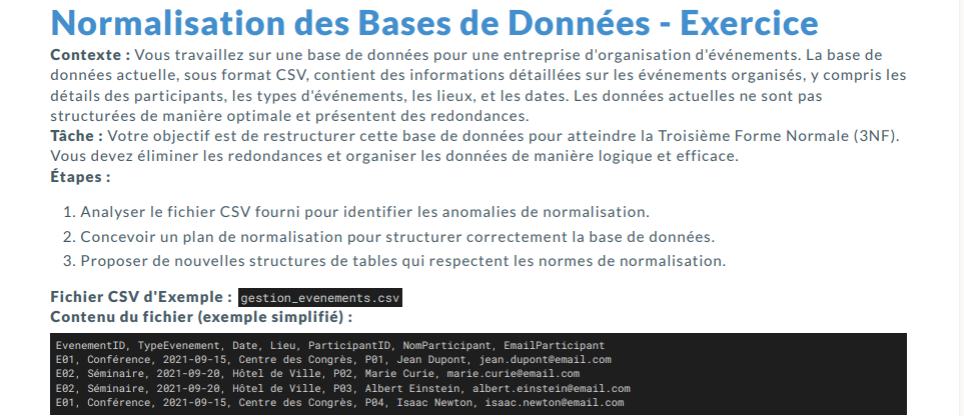 Normalisation des Bases de Données - Exercice
Contexte : Vous travaillez sur une base de données pour une entreprise d'organisation d'événements. La base de
données actuelle, sous format CSV, contient des informations détaillées sur les événements organisés, y compris les
détails des participants, les types d'événements, les lieux, et les dates. Les données actuelles ne sont pas
structurées de manière optimale et présentent des redondances.
Tâche : Votre objectif est de restructurer cette base de données pour atteindre la Troisième Forme Normale (3NF).
Vous devez éliminer les redondances et organiser les données de manière logique et efficace.
Étapes :
1. Analyser le fichier CSV fourni pour identifier les anomalies de normalisation.
2. Concevoir un plan de normalisation pour structurer correctement la base de données.
3. Proposer de nouvelles structures de tables qui respectent les normes de normalisation.
Fichier CSV d'Exemple : gestion_evenements.csv
Contenu du fichier (exemple simplifié) :
EvenementID, TypeEvenement, Date, Lieu, ParticipantID, NomParticipant, EmailParticipant
E01, Conférence, 2021-09-15, Centre des Congrès, P01, Jean Dupont, jean.dupont@email.com
E02, Séminaire, 2021-09-20, Hôtel de Ville, P02, Marie Curie, marie.curie@email.com
E02, Séminaire, 2021-09-20, Hôtel de Ville, P03, Albert Einstein, albert.einstein@email.com
E01, Conférence, 2021-09-15, Centre des Congrès, P04, Isaac Newton, isaac.newton@email.com